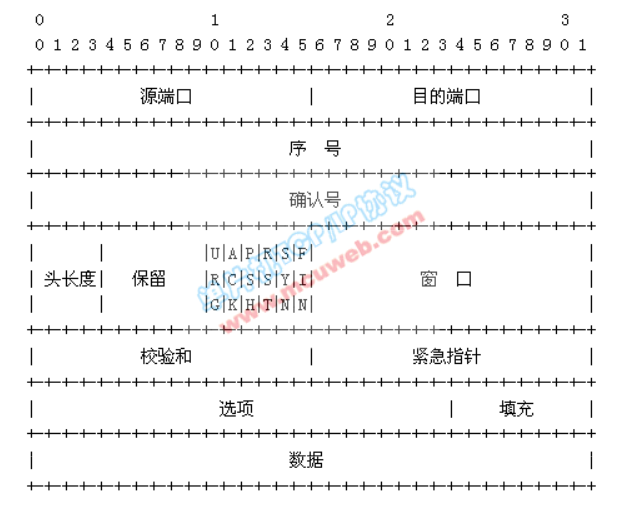 0 1 2 3
0 1 2 3 4 5 6 7 8 9 0 1 2 3 4 5 6 7 8 9 0 1 2 3 4 5 6 7 8 9 0 1
+-+-+-+-+-+-+-+-+-+-+-+-+-+-+-+-+-+-+-+-+-+-+-+-+-+-+-+-+-+-+-+-+
| 源端口 | 目的端口 |
+-+-+-+-+-+-+-+-+-+-+-+-+-+-+-+-+-+-+-+-+-+-+-+-+-+-+-+-+-+-+-+-+
| 序 号 |
+-+-+-+-+-+-+-+-+-+-+-+-+-+-+-+-+-+-+-+-+-+-+-+-+-+-+-+-+-+-+-+-+
| 确认号 |
+-+-+-+-+-+-+-+-+-+-+-+-+-+-+-+-+-+-+-+-+-+-+-+-+-+-+-+-+-+-+-+-+
| | |U|A|P|R|S|F| |
| 头长度| 保留 |R|C|S|S|Y|I| 窗 口 |
| | |G|K|H|T|N|N| |
+-+-+-+-+-+-+-+-+-+-+-+-+-+-+-+-+-+-+-+-+-+-+-+-+-+-+-+-+-+-+-+-+
| 校验和 | 紧急指针 |
+-+-+-+-+-+-+-+-+-+-+-+-+-+-+-+-+-+-+-+-+-+-+-+-+-+-+-+-+-+-+-+-+
| 选项 | 填充 |
+-+-+-+-+-+-+-+-+-+-+-+-+-+-+-+-+-+-+-+-+-+-+-+-+-+-+-+-+-+-+-+-+
| 数据 |
+-+-+-+-+-+-+-+-+-+-+-+-+-+-+-+-+-+-+-+-+-+-+-+-+-+-+-+-+-+-+-+-+
TCP/IP协议
www.mcuweb.com